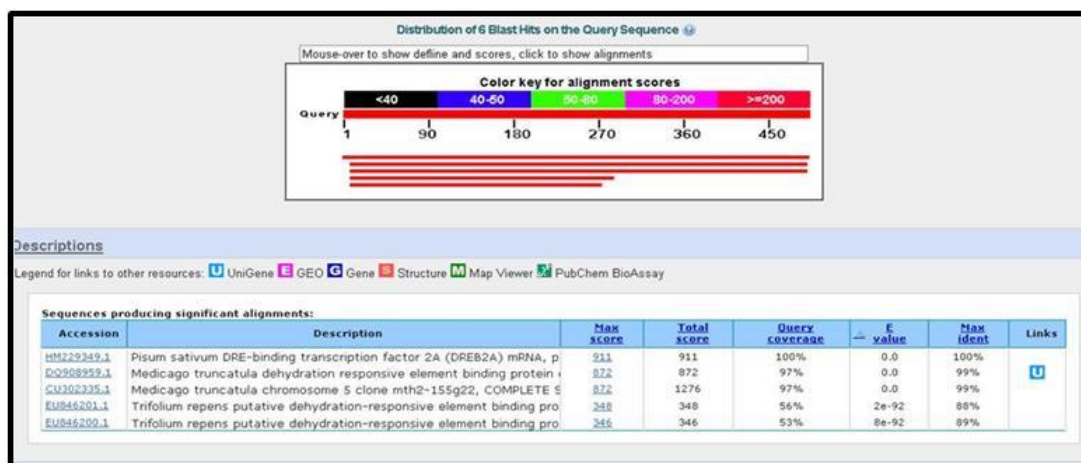 Distribution of 6 Blast Hits on the Query Sequence
Mouse-over to show defline and scores, click to show alignments
Color key for alignment scores
<40 40-50 50-80 80-200 >=200
Query
1 90 180 270 360 450
Descriptions
Legend for links to other resources: U UniGene E GEO G Gene S Structure M Map Viewer PubChem BioAssay
Sequences producing significant alignments:
Accession Description Max score Total score Query coverage E value Max ident Links
HM229349.1 Pisum sativum DRE-binding transcription factor 2A (DREB2A) mRNA, p 911 911 100% 0.0 100%
DQ908959.1 Medicago truncatula dehydration responsive element binding protein 872 872 97% 0.0 99% U
CU302335.1 Medicago truncatula chromosome 5 clone mth2-155g22, COMPLETE S 872 1276 97% 0.0 99%
EU846201.1 Trifolium repens putative dehydration-responsive element binding pro 348 348 56% 2e-92 88%
EU846200.1 Trifolium repens putative dehydration-responsive element binding pro 346 346 53% 8e-92 89%